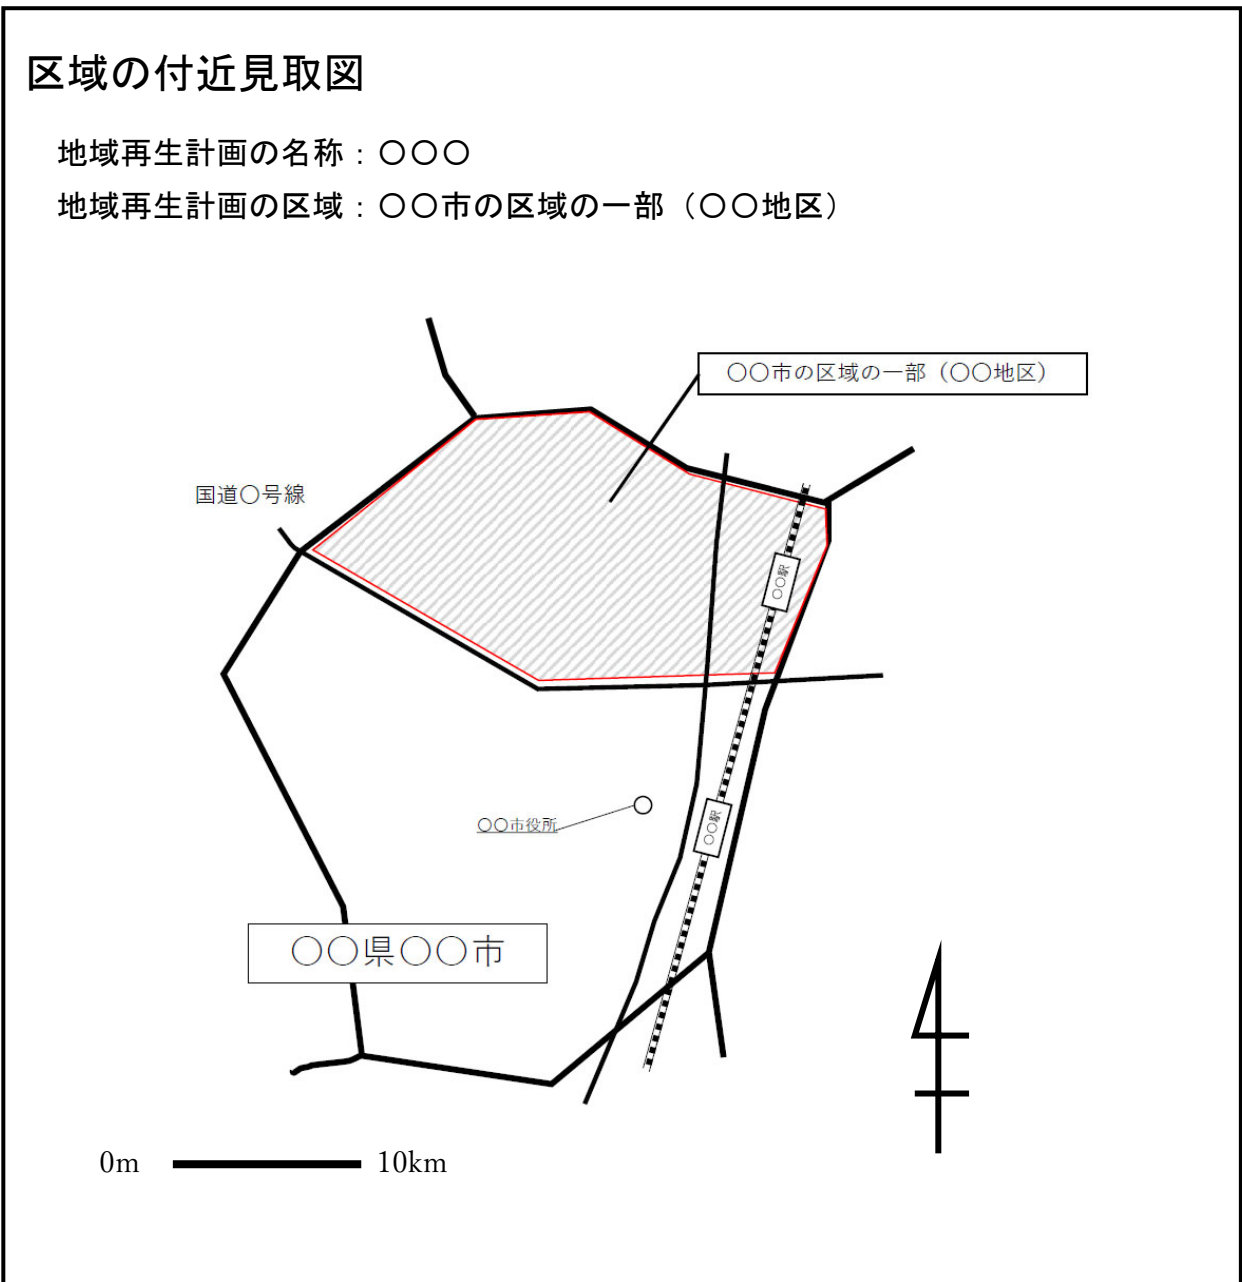 区域の付近見取図
地域再生計画の名称：〇〇〇
地域再生計画の区域：〇〇市の区域の一部（〇〇地区）
〇〇市の区域の一部（〇〇地区）
国道〇号線
〇〇駅
〇〇市役所
〇〇駅
〇〇県〇〇市
0m
10km